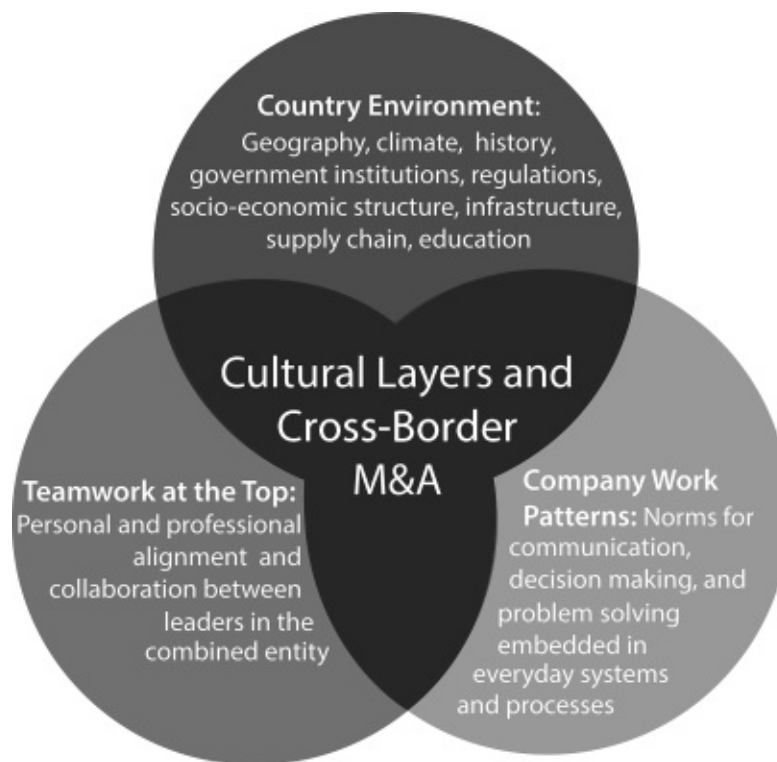 Country Environment:
Geography, climate, history,
government institutions, regulations,
socio-economic structure, infrastructure,
supply chain, education
Cultural Layers and
Cross-Border
M&A
Teamwork at the Top:
Personal and professional
alignment and
collaboration between
leaders in the
combined entity
Company Work
Patterns: Norms for
communication,
decision making, and
problem solving
embedded in
everyday systems
and processes